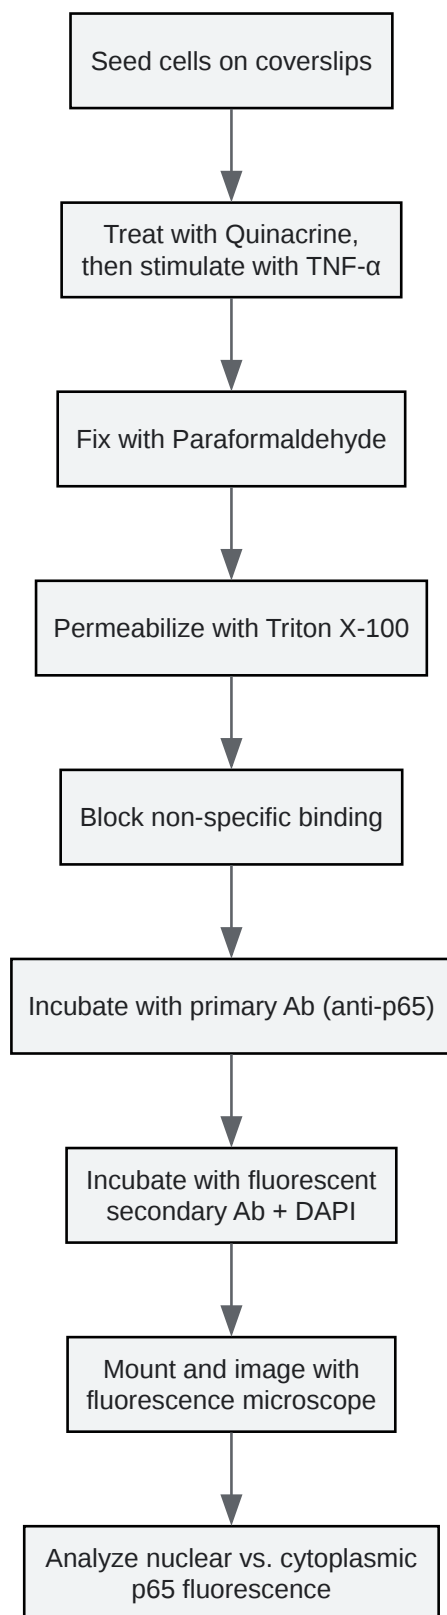 Seed cells on coverslips
Treat with Quinacrine,
then stimulate with TNF-α
Fix with Paraformaldehyde
Permeabilize with Triton X-100
Block non-specific binding
Incubate with primary Ab (anti-p65)
Incubate with fluorescent
secondary Ab + DAPI
Mount and image with
fluorescence microscope
Analyze nuclear vs. cytoplasmic
p65 fluorescence